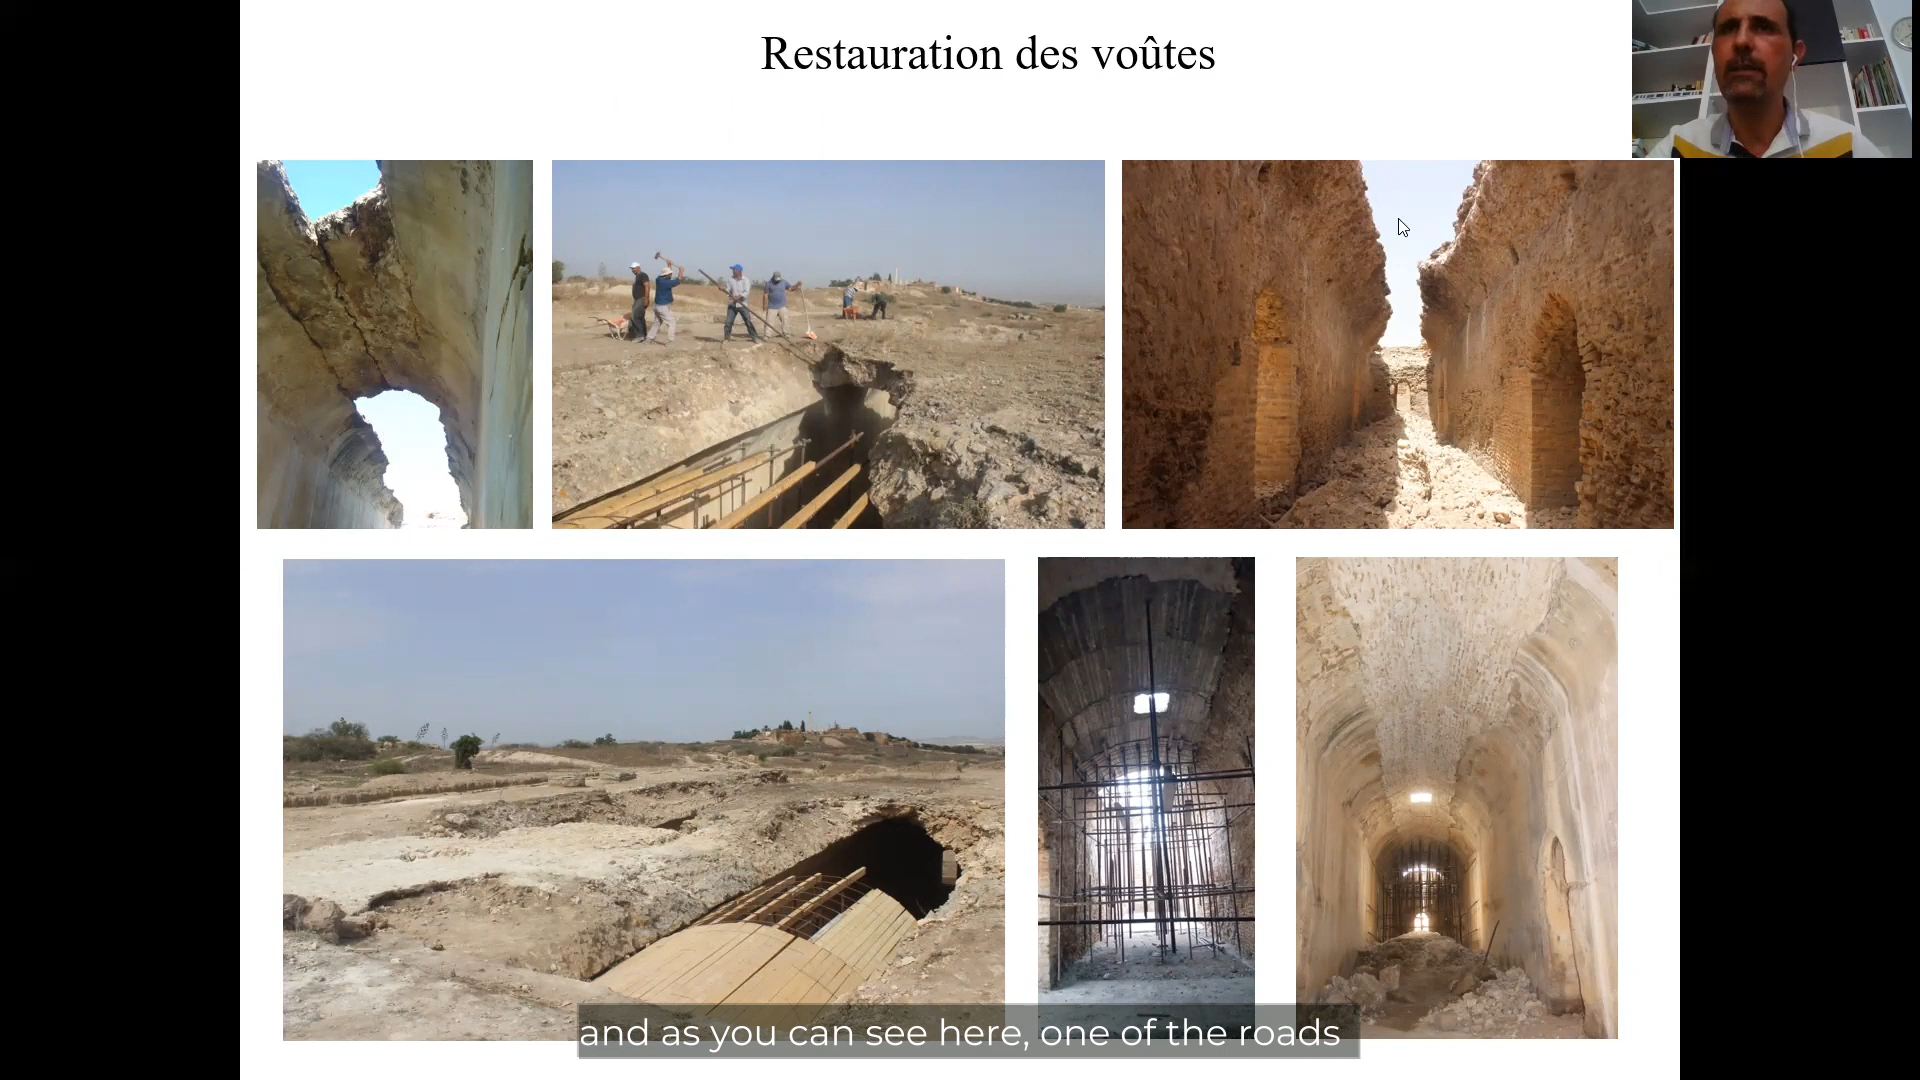 Restauration des voûtes
and as you can see here, one of the roads